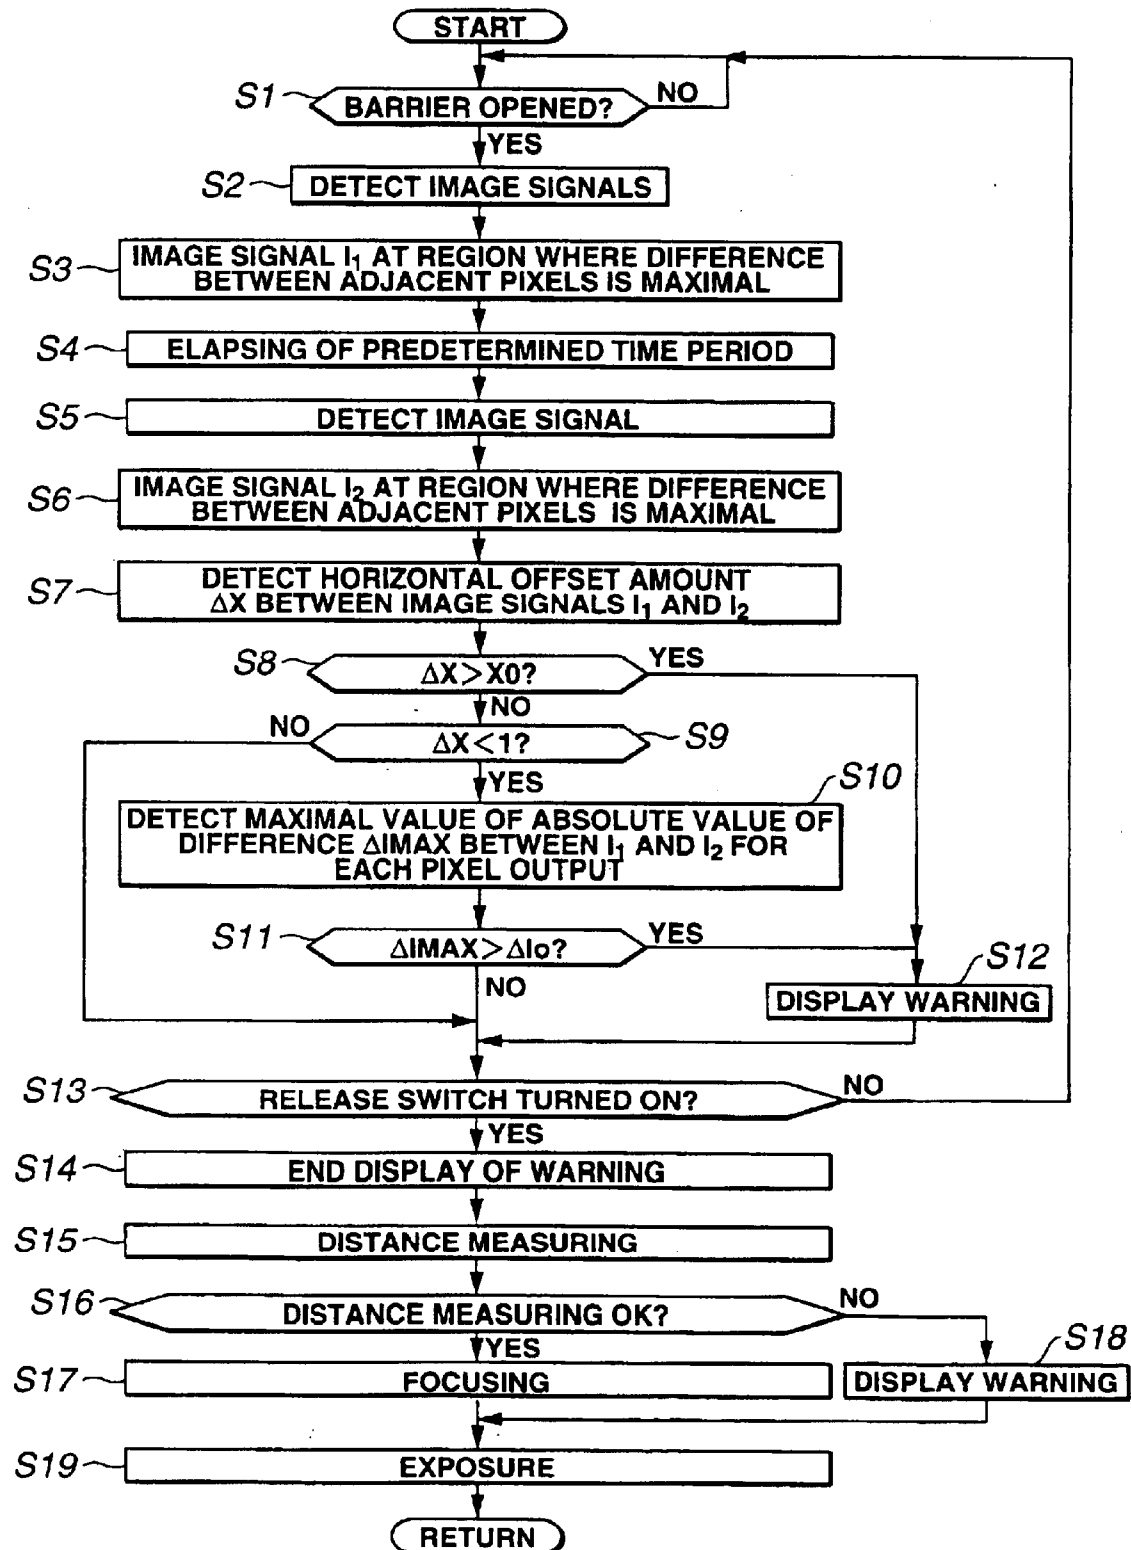 START
S1
BARRIER OPENED?
NO
YES
S2
DETECT IMAGE SIGNALS
S3
IMAGE SIGNAL I1 AT REGION WHERE DIFFERENCE
BETWEEN ADJACENT PIXELS IS MAXIMAL
S4
ELAPSING OF PREDETERMINED TIME PERIOD
S5
DETECT IMAGE SIGNAL
S6
IMAGE SIGNAL I2 AT REGION WHERE DIFFERENCE
BETWEEN ADJACENT PIXELS IS MAXIMAL
S7
DETECT HORIZONTAL OFFSET AMOUNT
ΔX BETWEEN IMAGE SIGNALS I1 AND I2
S8
ΔX>X0?
YES
NO
NO
ΔX<1?
S9
YES
S10
DETECT MAXIMAL VALUE OF ABSOLUTE VALUE OF
DIFFERENCE ΔIMAX BETWEEN I1 AND I2 FOR
EACH PIXEL OUTPUT
S11
ΔIMAX>ΔIo?
YES
NO
S12
DISPLAY WARNING
S13
RELEASE SWITCH TURNED ON?
NO
YES
S14
END DISPLAY OF WARNING
S15
DISTANCE MEASURING
S16
DISTANCE MEASURING OK?
NO
YES
S17
FOCUSING
S18
DISPLAY WARNING
S19
EXPOSURE
RETURN